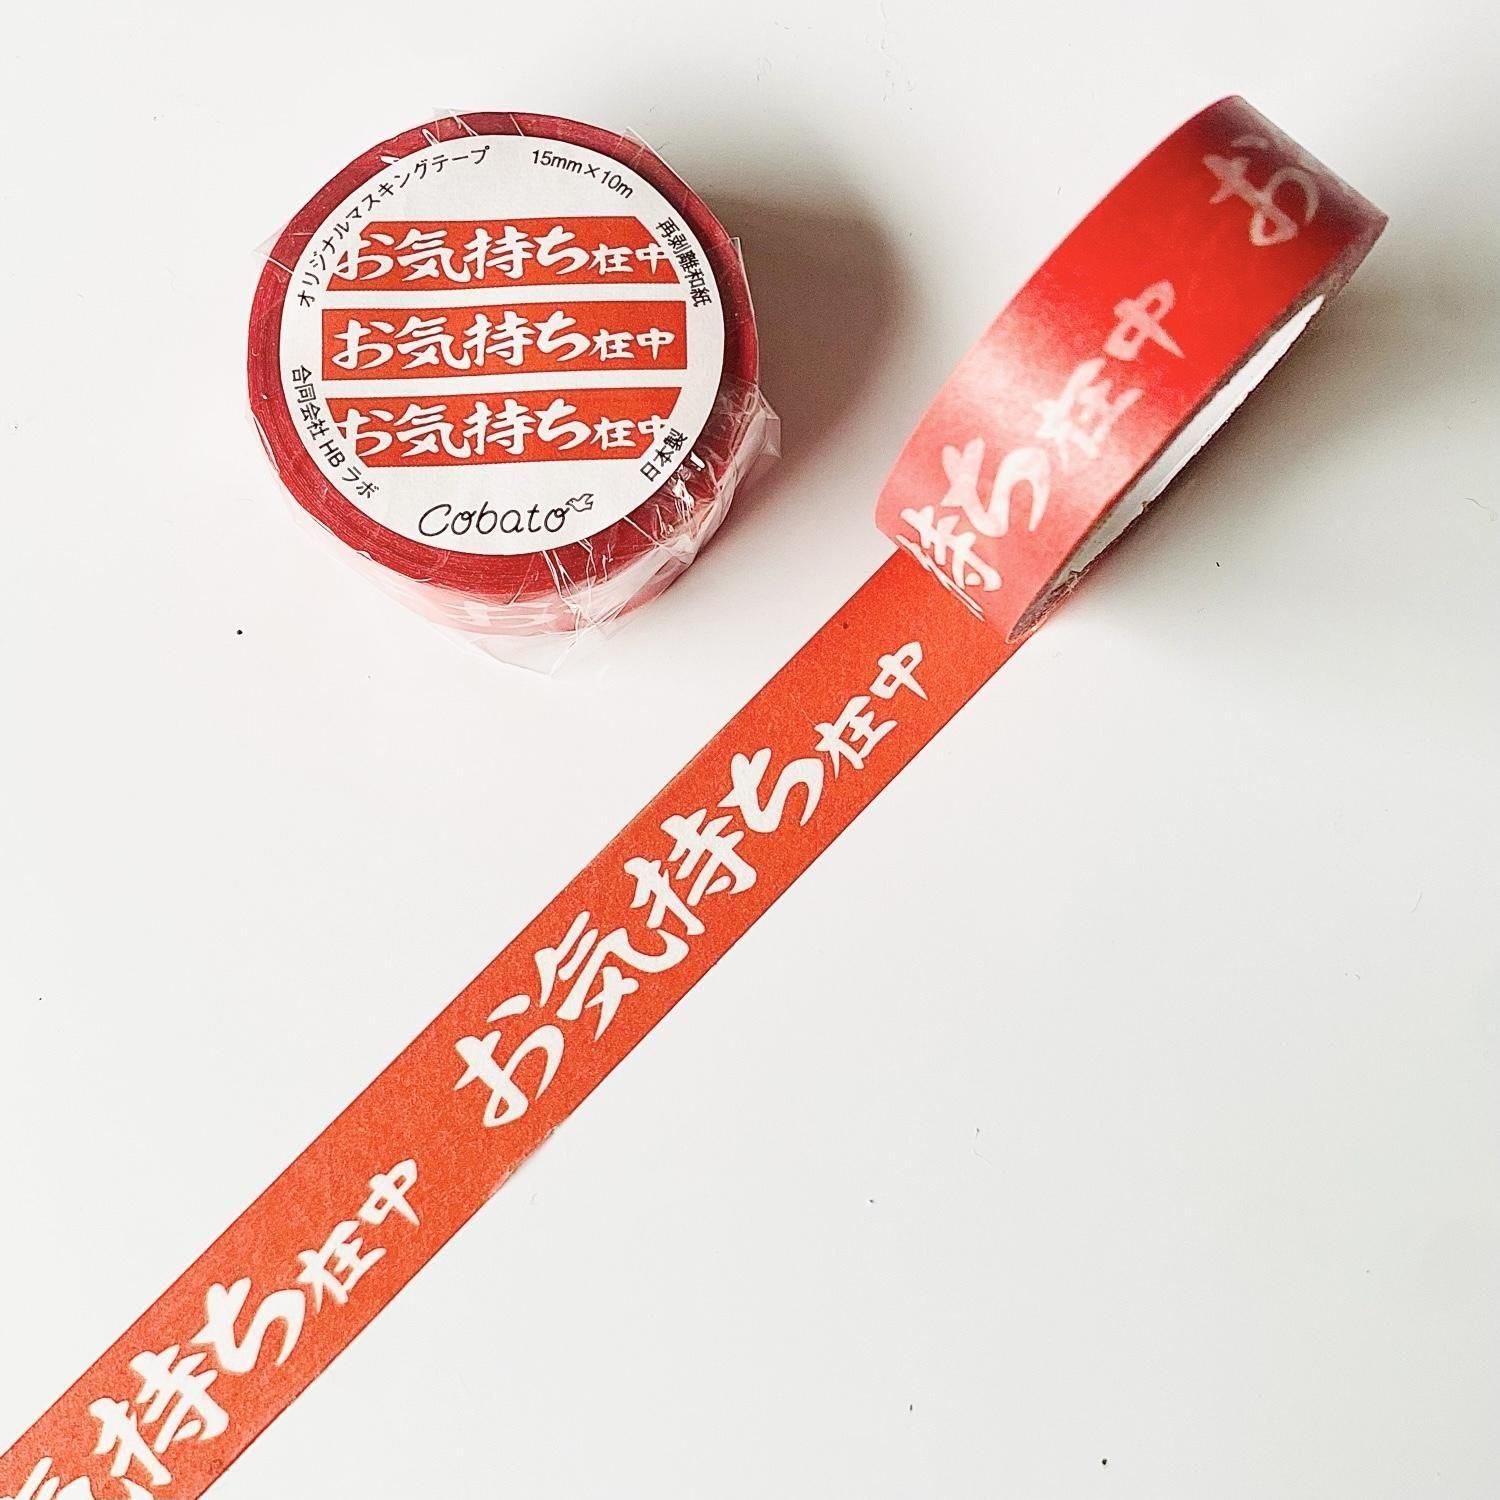 オリジナルマスキングテープ
15mm×10m
再剥離和紙
お気持ち在中
お気持ち在中
お気持ち在中
合同会社HBラボ
日本製
Cobato
お
持ち在中
お気持ち在中
気持ち在中